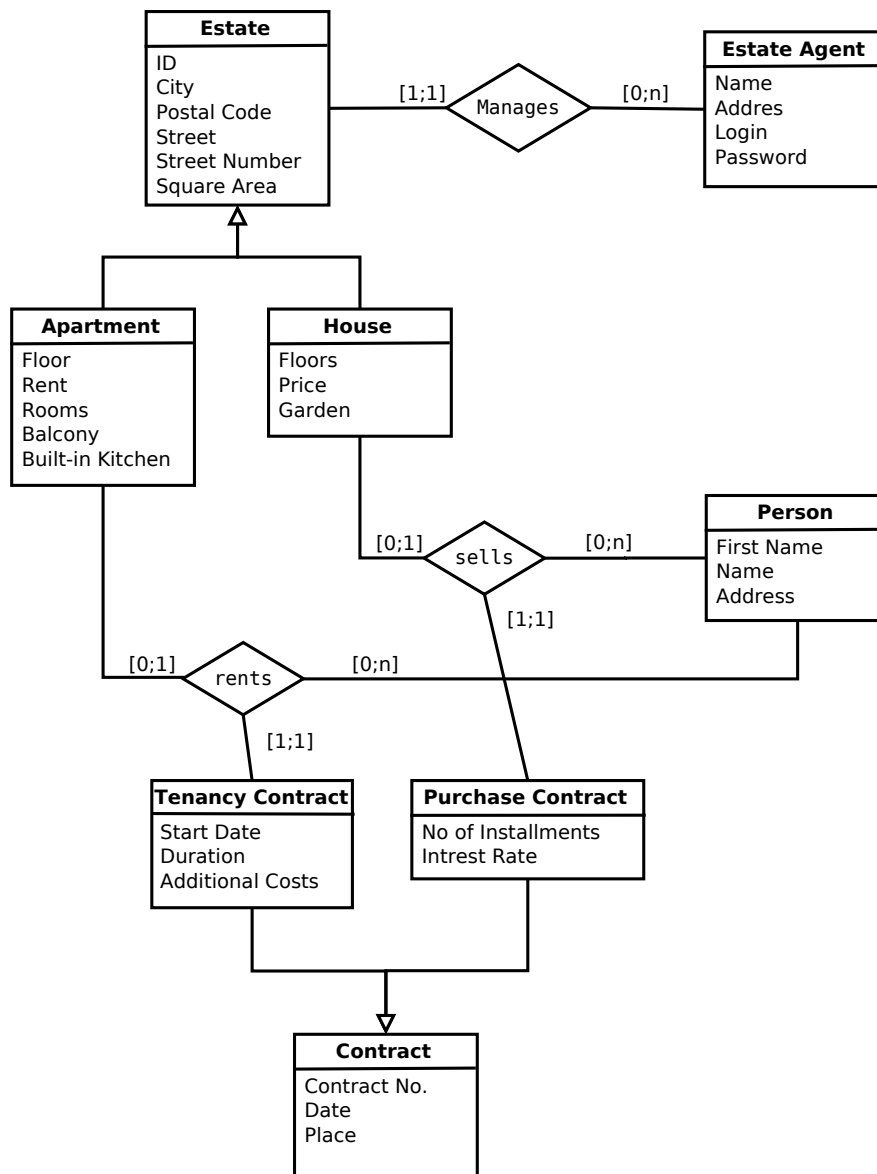 Estate
ID
City
Postal Code
Street
Street Number
Square Area
[1;1]
Manages
[0;n]
Estate Agent
Name
Addres
Login
Password
Apartment
Floor
Rent
Rooms
Balcony
Built-in Kitchen
House
Floors
Price
Garden
[0;1]
sells
[0;n]
[1;1]
Person
First Name
Name
Address
[0;1]
rents
[0;n]
[1;1]
Tenancy Contract
Start Date
Duration
Additional Costs
Purchase Contract
No of Installments
Intrest Rate
Contract
Contract No.
Date
Place